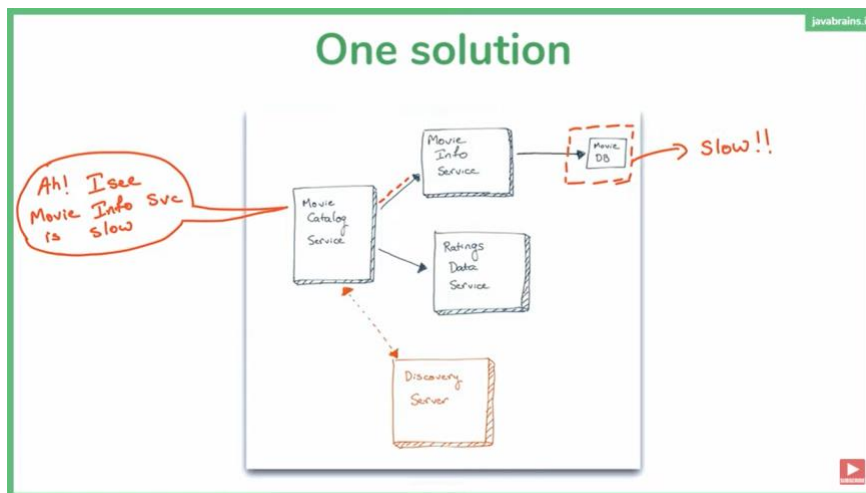 javabrains.i
One solution
Ah! I see
Movie Info Svc
is slow
Movie
Catalog
Service
Movie
Info
Service
Movie
DB
Slow!!
Ratings
Data
Service
Discovery
Server
SUBSCRIBE